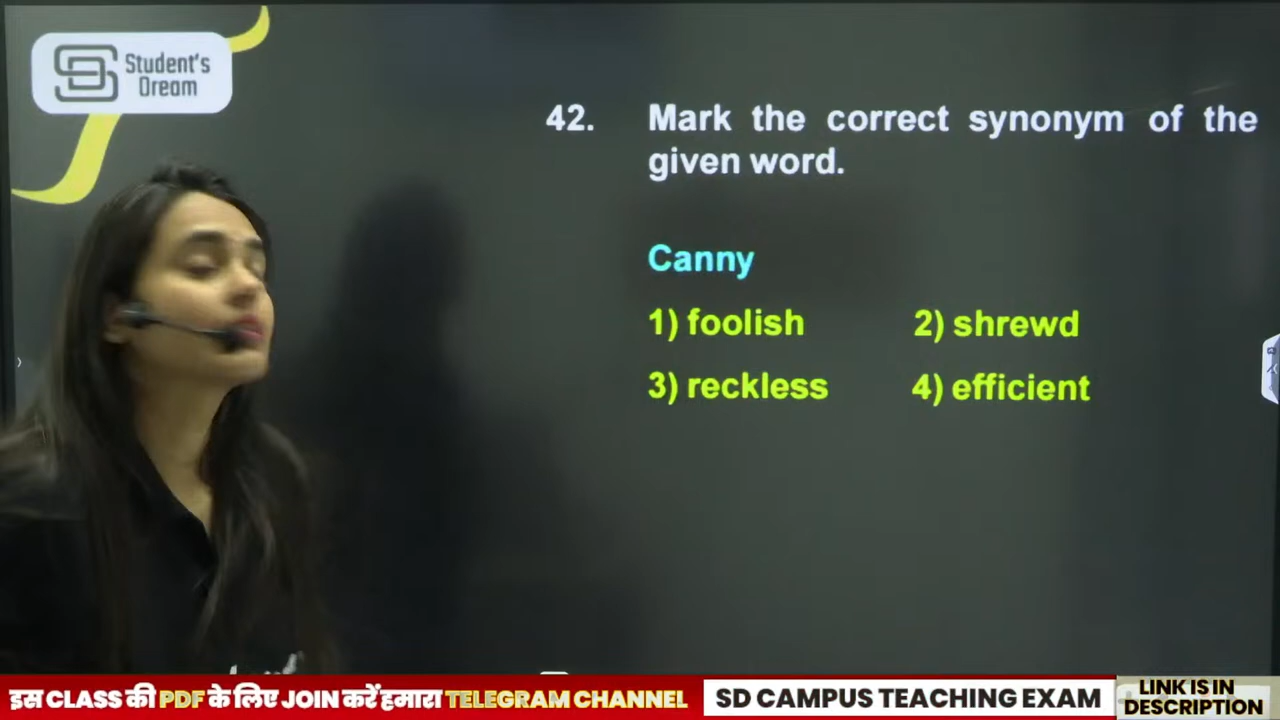 Student's
Dream
42. Mark the correct synonym of the
given word.
Canny
1) foolish 2) shrewd
3) reckless 4) efficient
इस CLASS की PDF के लिए JOIN करें हमारा TELEGRAM CHANNEL
SD CAMPUS TEACHING EXAM
LINK IS IN
DESCRIPTION